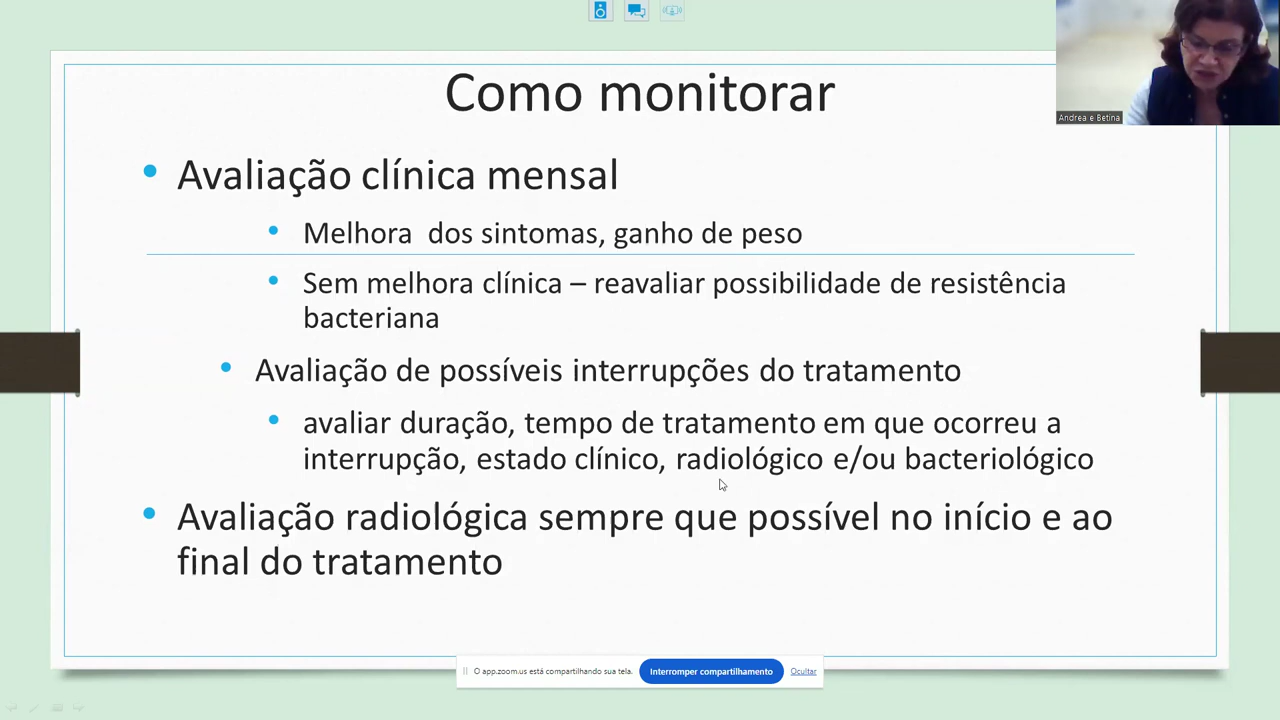 Como monitorar
Andrea e Betina
• Avaliação clínica mensal
• Melhora dos sintomas, ganho de peso
• Sem melhora clínica – reavaliar possibilidade de resistência
bacteriana
• Avaliação de possíveis interrupções do tratamento
• avaliar duração, tempo de tratamento em que ocorreu a
interrupção, estado clínico, radiológico e/ou bacteriológico
• Avaliação radiológica sempre que possível no início e ao
final do tratamento
O app.zoom.us está compartilhando sua tela. Interromper compartilhamento Ocultar